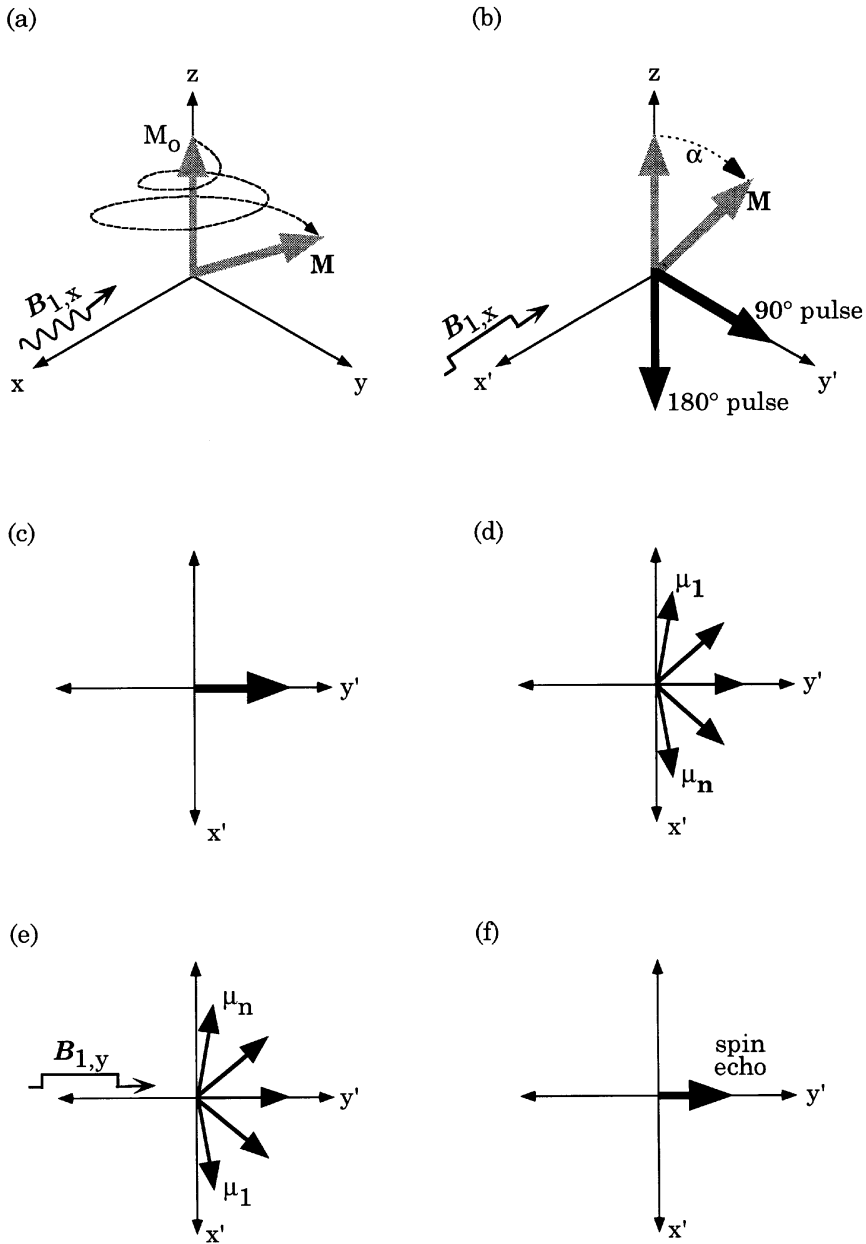 (a)
z
M₀
M
B₁,ₓ
x
y
(b)
z
α
M
B₁,ₓ
90° pulse
x'
y'
180° pulse
(c)
y'
x'
(d)
μ₁
y'
μₙ
x'
(e)
μₙ
B₁,y
y'
μ₁
x'
(f)
spin
echo
y'
x'